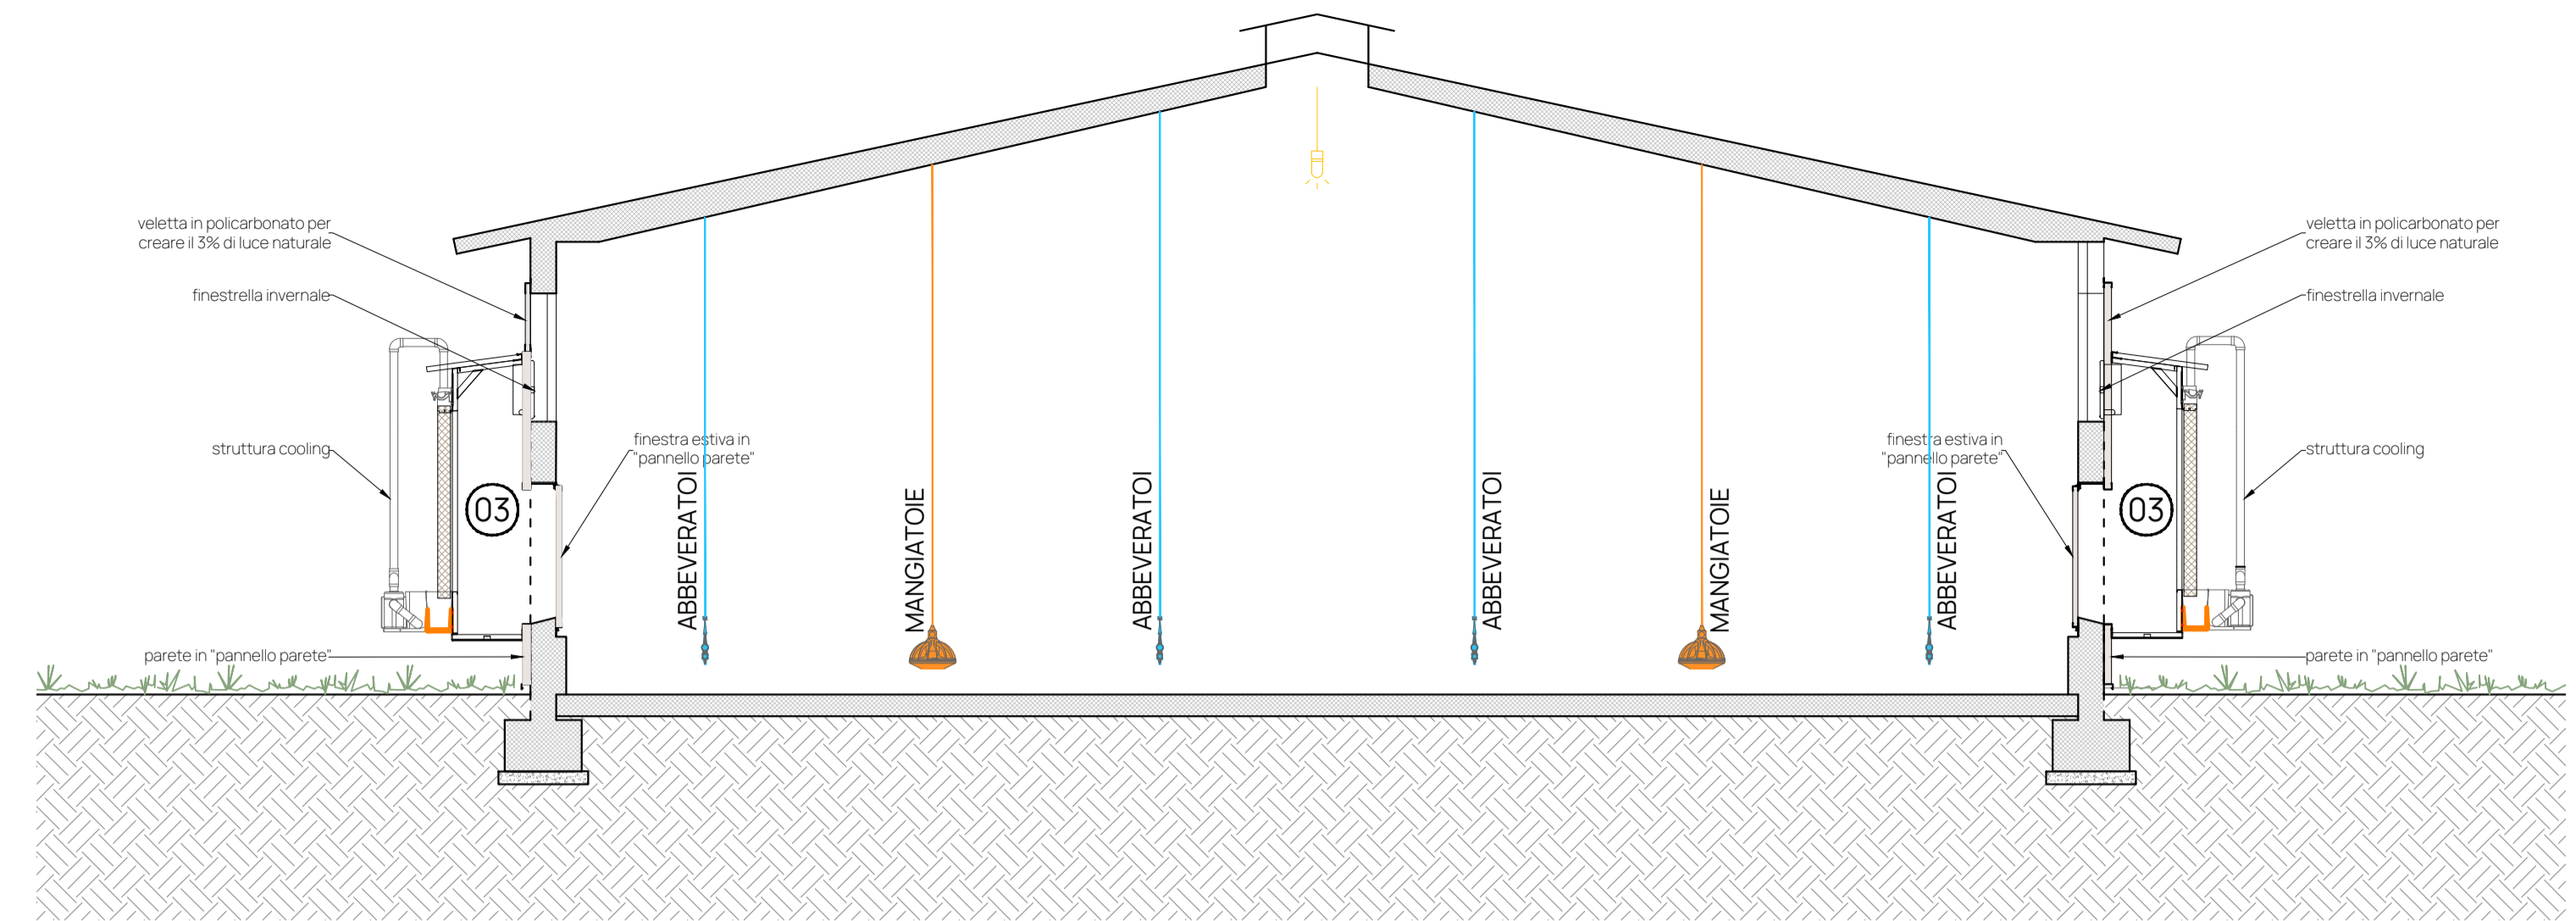 veletta in policarbonato per
creare il 3% di luce naturale
finestrella invernale
struttura cooling
finestra estiva in
"pannello parete"
03
parete in "pannello parete"
ABBEVERATOI
MANGIATOIE
ABBEVERATOI
ABBEVERATOI
MANGIATOIE
ABBEVERATOI
veletta in policarbonato per
creare il 3% di luce naturale
finestrella invernale
finestra estiva in
"pannello parete"
struttura cooling
03
parete in "pannello parete"